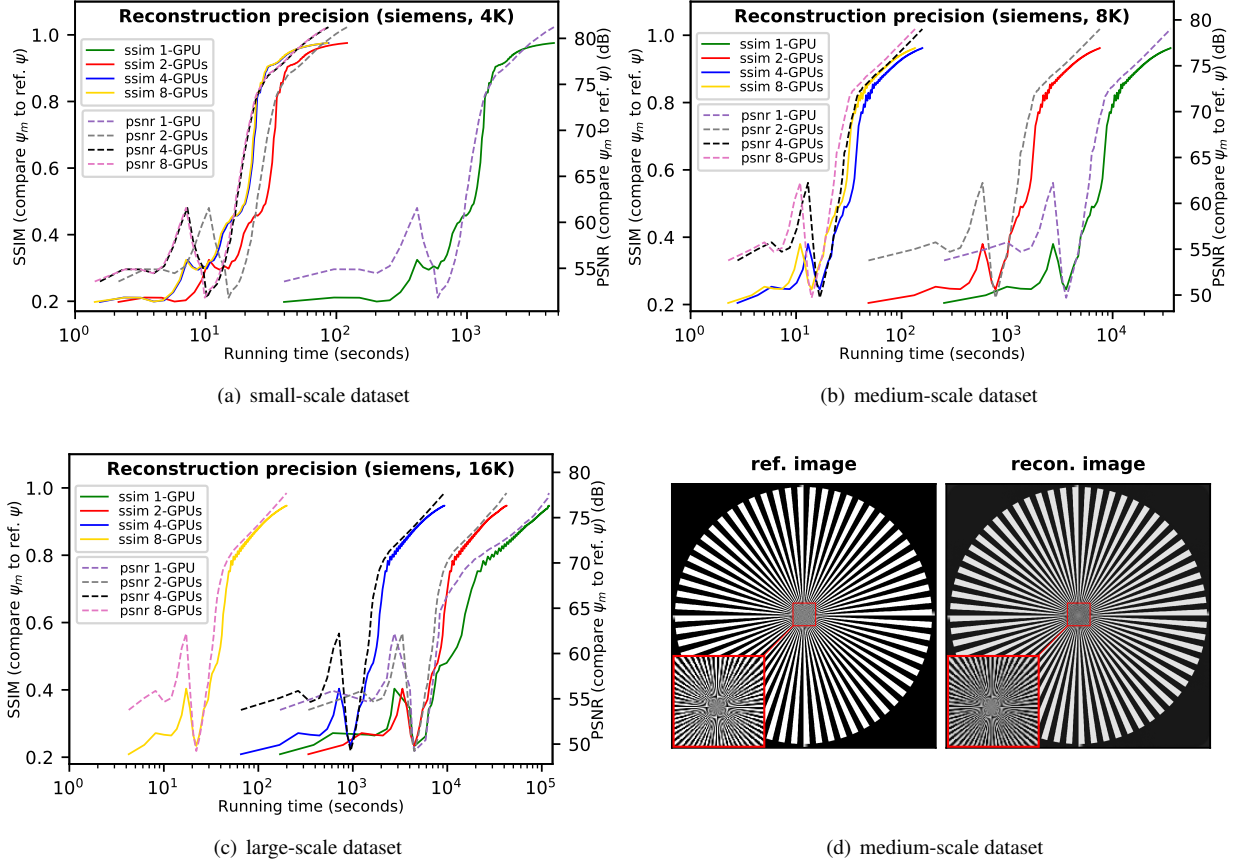 Reconstruction precision (siemens, 4K)
ssim 1-GPU
ssim 2-GPUs
ssim 4-GPUs
ssim 8-GPUs
psnr 1-GPU
psnr 2-GPUs
psnr 4-GPUs
psnr 8-GPUs
SSIM (compare ψm to ref. ψ)
1.0
0.8
0.6
0.4
0.2
PSNR (compare ψm to ref. ψ) (dB)
80
75
70
65
60
55
10^0 10^1 10^2 10^3
Running time (seconds)
(a) small-scale dataset
Reconstruction precision (siemens, 8K)
ssim 1-GPU
ssim 2-GPUs
ssim 4-GPUs
ssim 8-GPUs
psnr 1-GPU
psnr 2-GPUs
psnr 4-GPUs
psnr 8-GPUs
SSIM (compare ψm to ref. ψ)
1.0
0.8
0.6
0.4
0.2
PSNR (compare ψm to ref. ψ) (dB)
80
75
70
65
60
55
50
10^0 10^1 10^2 10^3 10^4
Running time (seconds)
(b) medium-scale dataset
Reconstruction precision (siemens, 16K)
ssim 1-GPU
ssim 2-GPUs
ssim 4-GPUs
ssim 8-GPUs
psnr 1-GPU
psnr 2-GPUs
psnr 4-GPUs
psnr 8-GPUs
SSIM (compare ψm to ref. ψ)
1.0
0.8
0.6
0.4
0.2
PSNR (compare ψm to ref. ψ) (dB)
80
75
70
65
60
55
50
10^0 10^1 10^2 10^3 10^4 10^5
Running time (seconds)
(c) large-scale dataset
ref. image
recon. image
(d) medium-scale dataset